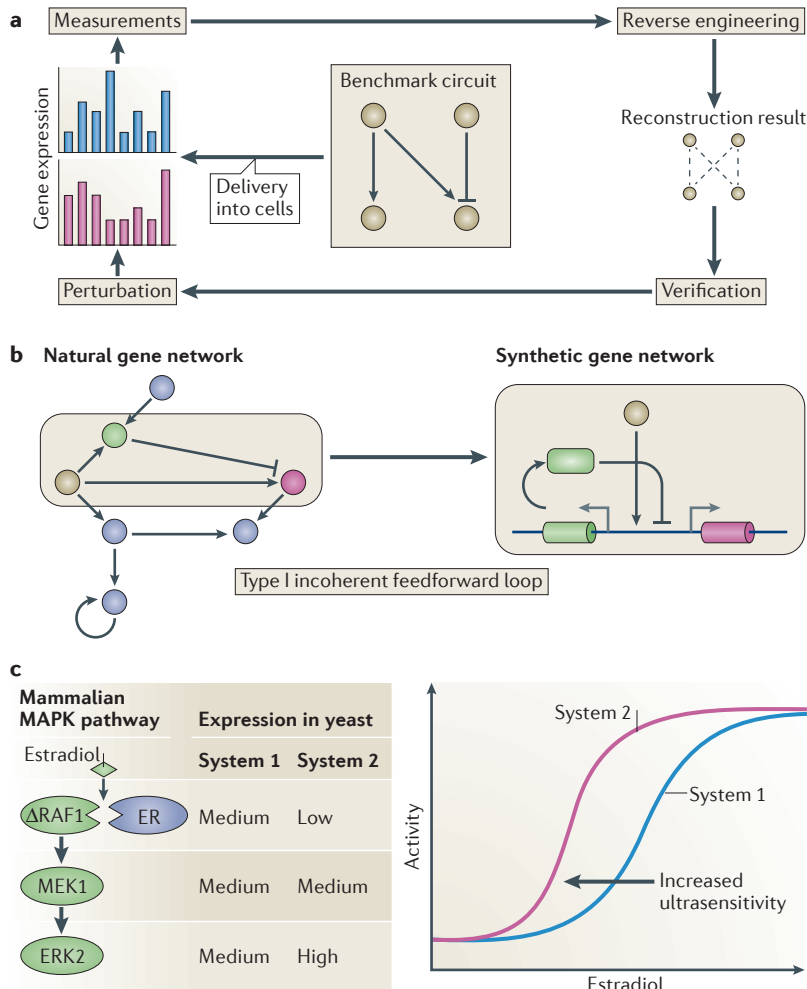 a
Measurements
Reverse engineering
Gene expression
Benchmark circuit
Delivery
into cells
Reconstruction result
Perturbation
Verification
b Natural gene network
Synthetic gene network
Type I incoherent feedforward loop
c
Mammalian
MAPK pathway
Expression in yeast
Estradiol
System 1 System 2
ΔRAF1 ER Medium Low
MEK1 Medium Medium
ERK2 Medium High
Activity
System 2
System 1
Increased
ultrasensitivity
Estradiol